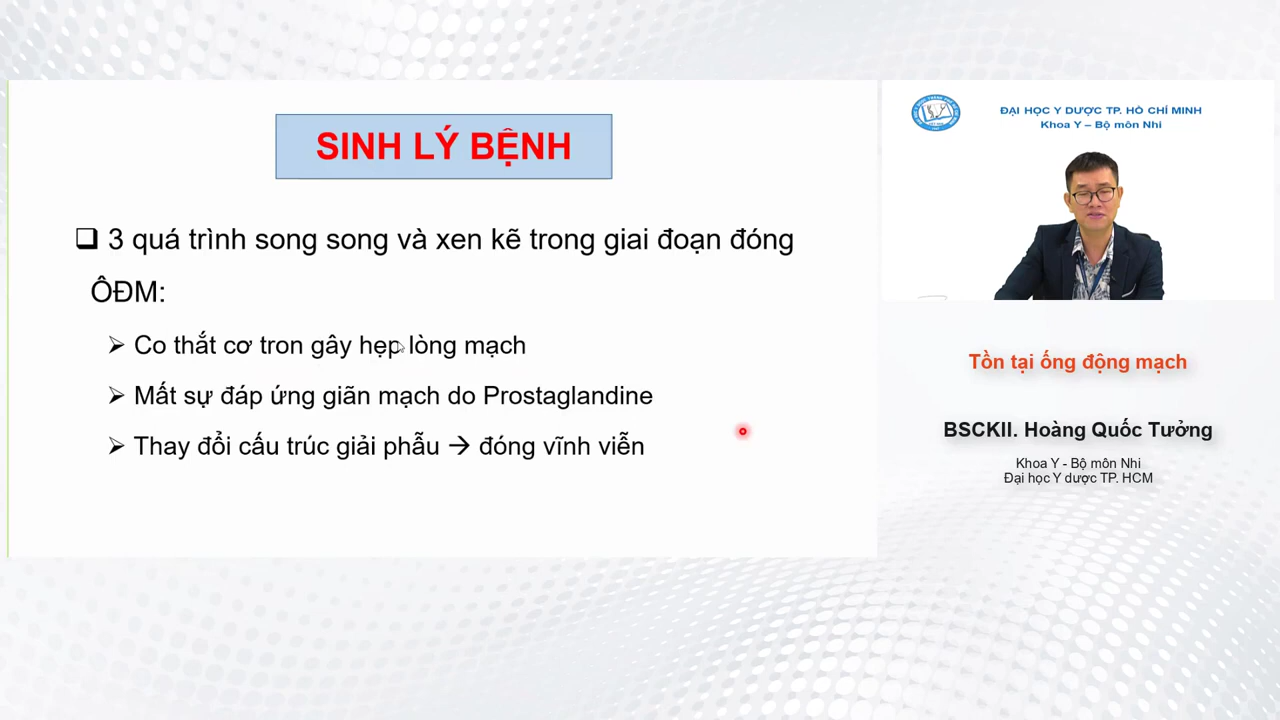 SINH LÝ BỆNH
3 quá trình song song và xen kẽ trong giai đoạn đóng
ÔĐM:
Co thắt cơ tron gây hẹp lòng mạch
Mất sự đáp ứng giãn mạch do Prostaglandine
Thay đổi cấu trúc giải phẫu → đóng vĩnh viễn
ĐẠI HỌC Y DƯỢC TP. HỒ CHÍ MINH
Khoa Y – Bộ môn Nhi
Tồn tại ống động mạch
BSCKII. Hoàng Quốc Tưởng
Khoa Y - Bộ môn Nhi
Đại học Y dược TP. HCM